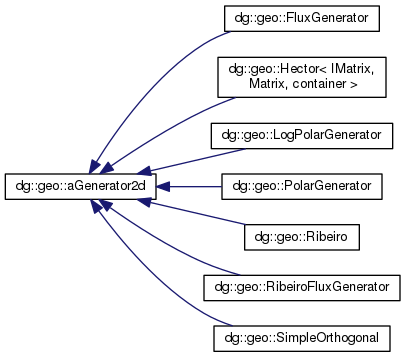 dg::geo::FluxGenerator
dg::geo::Hector< IMatrix,
Matrix, container >
dg::geo::LogPolarGenerator
dg::geo::aGenerator2d
dg::geo::PolarGenerator
dg::geo::Ribeiro
dg::geo::RibeiroFluxGenerator
dg::geo::SimpleOrthogonal